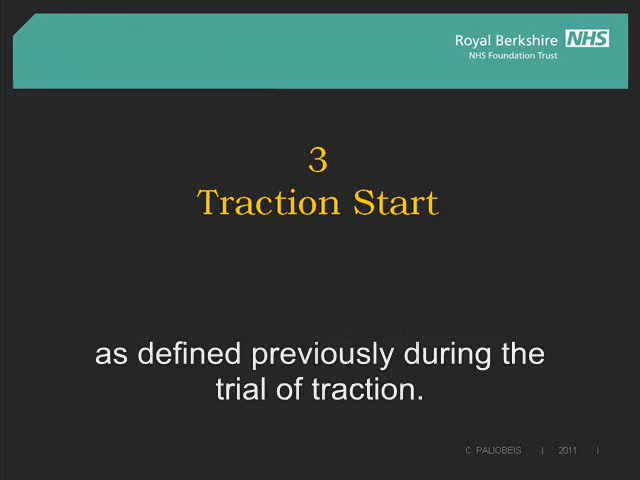 Royal Berkshire NHS
NHS Foundation Trust
3
Traction Start
as defined previously during the
trial of traction.
C. PALIOBEIS | 2011 |